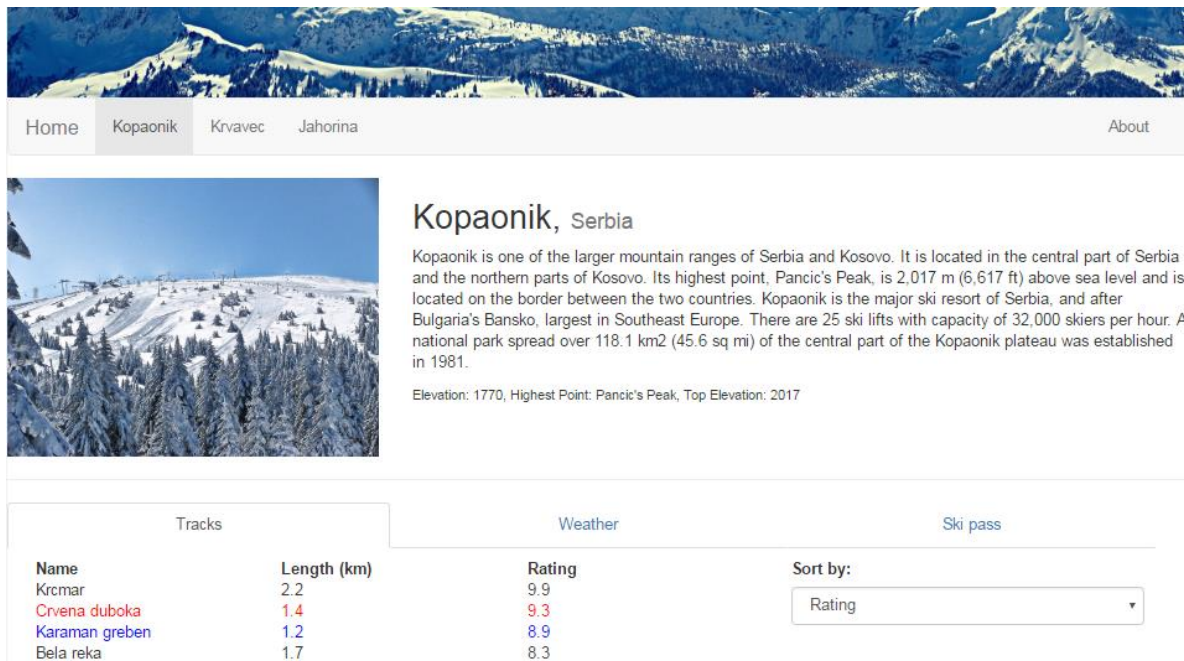 Home Kopaonik Krvavec Jahorina About
Kopaonik, Serbia
Kopaonik is one of the larger mountain ranges of Serbia and Kosovo. It is located in the central part of Serbia
and the northern parts of Kosovo. Its highest point, Pancic's Peak, is 2,017 m (6,617 ft) above sea level and is
located on the border between the two countries. Kopaonik is the major ski resort of Serbia, and after
Bulgaria's Bansko, largest in Southeast Europe. There are 25 ski lifts with capacity of 32,000 skiers per hour. A
national park spread over 118.1 km2 (45.6 sq mi) of the central part of the Kopaonik plateau was established
in 1981.
Elevation: 1770, Highest Point: Pancic's Peak, Top Elevation: 2017
Tracks Weather Ski pass
Name Length (km) Rating Sort by:
Krcmar 2.2 9.9
Crvena duboka 1.4 9.3 Rating
Karaman greben 1.2 8.9
Bela reka 1.7 8.3